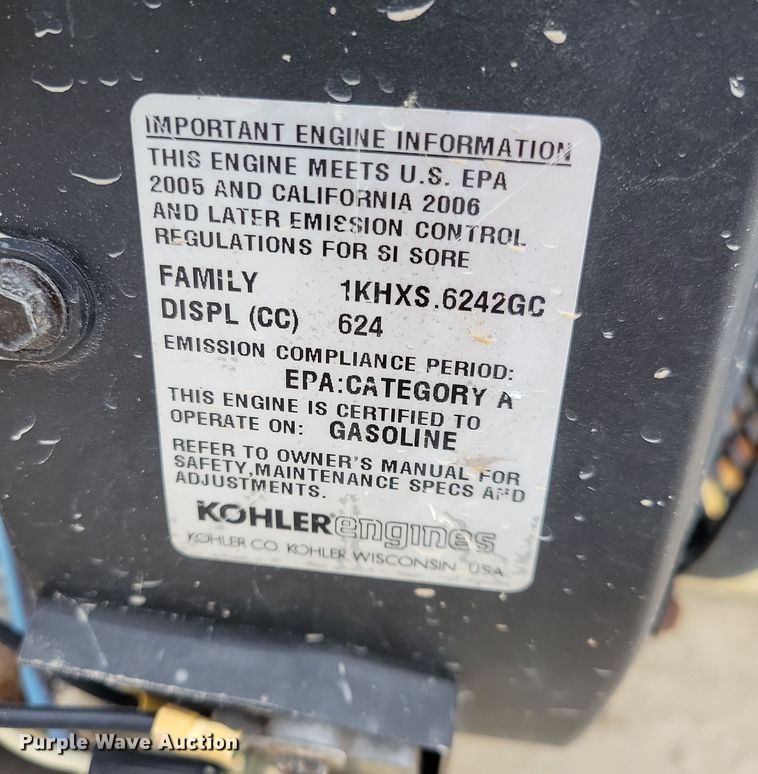 IMPORTANT ENGINE INFORMATION
THIS ENGINE MEETS U.S. EPA
2005 AND CALIFORNIA 2006
AND LATER EMISSION CONTROL
REGULATIONS FOR SI SORE
FAMILY 1KHXS.6242GC
DISPL (CC) 624
EMISSION COMPLIANCE PERIOD:
EPA:CATEGORY A
THIS ENGINE IS CERTIFIED TO
OPERATE ON: GASOLINE
REFER TO OWNER'S MANUAL FOR
SAFETY,MAINTENANCE SPECS AND
ADJUSTMENTS.
KOHLERengines
KOHLER CO. KOHLER WISCONSIN USA
Purple Wave Auction